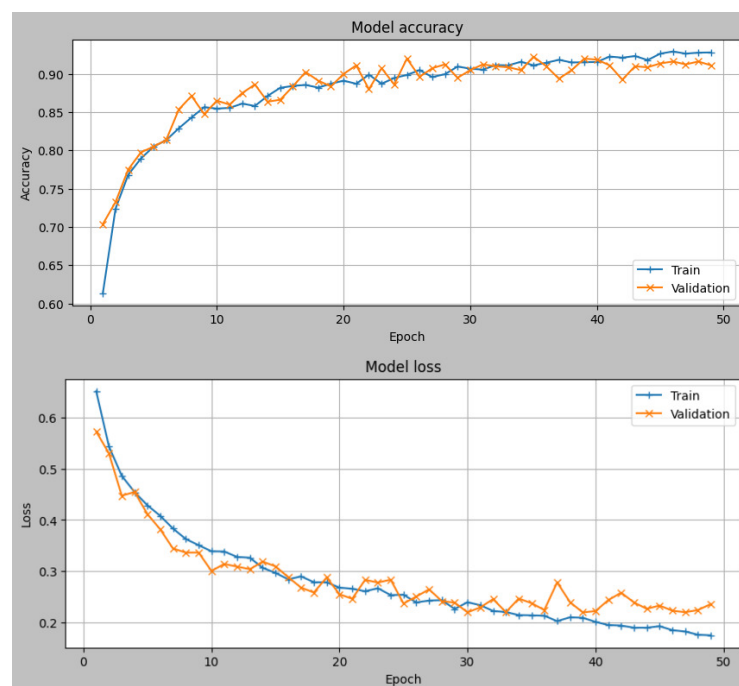 Model accuracy
0.90
0.85
0.80
0.75
0.70
0.65
0.60
Accuracy
Train
Validation
0 10 20 30 40 50
Epoch
Model loss
0.6
0.5
0.4
0.3
0.2
Loss
Train
Validation
0 10 20 30 40 50
Epoch